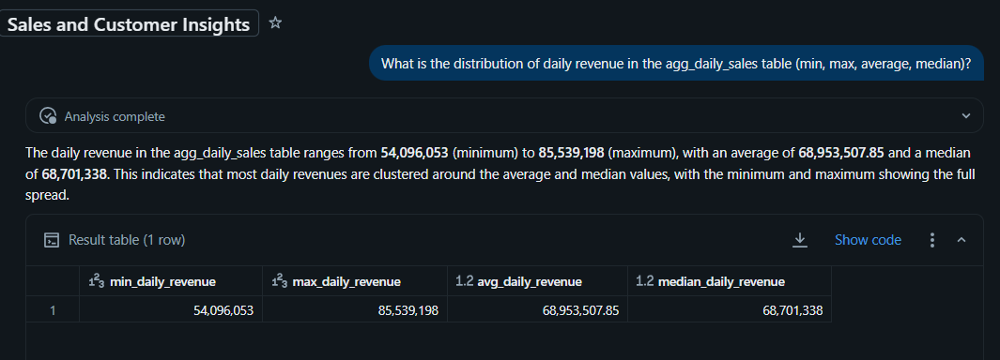 Sales and Customer Insights
What is the distribution of daily revenue in the agg_daily_sales table (min, max, average, median)?
Analysis complete
The daily revenue in the agg_daily_sales table ranges from 54,096,053 (minimum) to 85,539,198 (maximum), with an average of 68,953,507.85 and a median
of 68,701,338. This indicates that most daily revenues are clustered around the average and median values, with the minimum and maximum showing the full
spread.
Result table (1 row)
Show code
1²3 min_daily_revenue 1²3 max_daily_revenue 1.2 avg_daily_revenue 1.2 median_daily_revenue
1 54,096,053 85,539,198 68,953,507.85 68,701,338